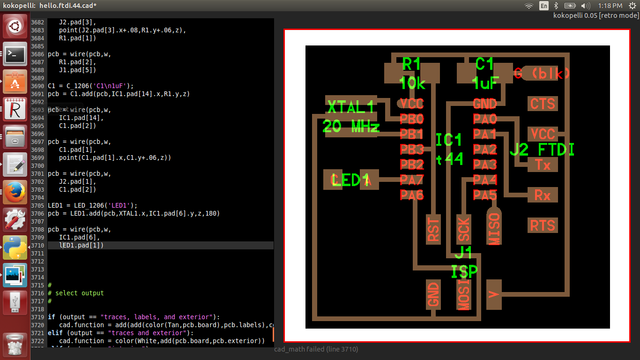 kokopelli: hello.ftdi.44.cad*
En
1:18 PM
kokopelli 0.05 [retro mode]
3682 J2.pad[3],
3683 point(J2.pad[3].x+.08,R1.y+.06,z),
3684 R1.pad[1])
3685
3686 pcb = wire(pcb,w,
3687 R1.pad[2],
3688 J1.pad[5])
3689
3690 C1 = C_1206('C1\n1uF');
3691 pcb = C1.add(pcb,IC1.pad[14].x,R1.y,z)
3692
3693 pcb = wire(pcb,w,
3694 IC1.pad[14],
3695 C1.pad[2])
3696
3697 pcb = wire(pcb,w,
3698 C1.pad[1],
3699 point(C1.pad[1].x,C1.y+.06,z))
3700
3701 pcb = wire(pcb,w,
3702 J2.pad[1],
3703 C1.pad[2])
3704
3705 LED1 = LED_1206('LED1');
3706 pcb = LED1.add(pcb,XTAL1.x,IC1.pad[6].y,z,180)
3707
3708 pcb = wire(pcb,w,
3709 IC1.pad[6],
3710 lED1.pad[1])
3711
3712
3713
3714
3715 #
3716 # select output
3717 #
3718
3719 if (output == "traces, labels, and exterior"):
3720 cad.function = add(add(color(Tan,pcb.board),pcb.labels),c
3721 elif (output == "traces and exterior"):
3722 cad.function = color(White,add(pcb.board,pcb.exterior))
R1
10k
C1
1uF
(blk)
CTS
VCC
J2 FTDI
Tx
Rx
RTS
XTAL1
20 MHz
VCC
PB0
PB1
PB3
PB2
PA7
PA6
IC1
t44
GND
PA0
PA1
PA2
PA3
PA4
PA5
LED1
RST
SCK
MISO
J1
ISP
GND
MOSI
V
cad_math failed (line 3710)